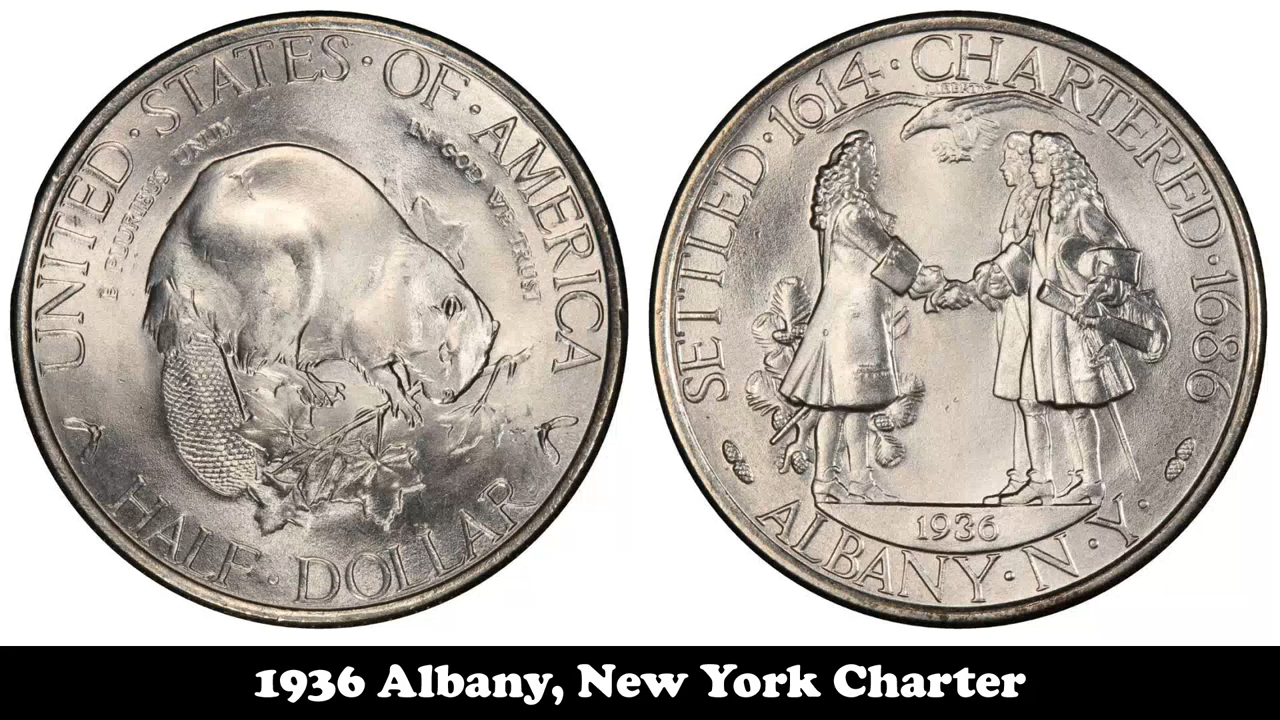 UNITED·STATES·OF·AMERICA
E PLURIBUS UNUM
IN GOD WE TRUST
HALF·DOLLAR
SETTLED·1614·CHARTERED·1686
LIBERTY
1936
ALBANY·N·Y·
1936 Albany, New York Charter